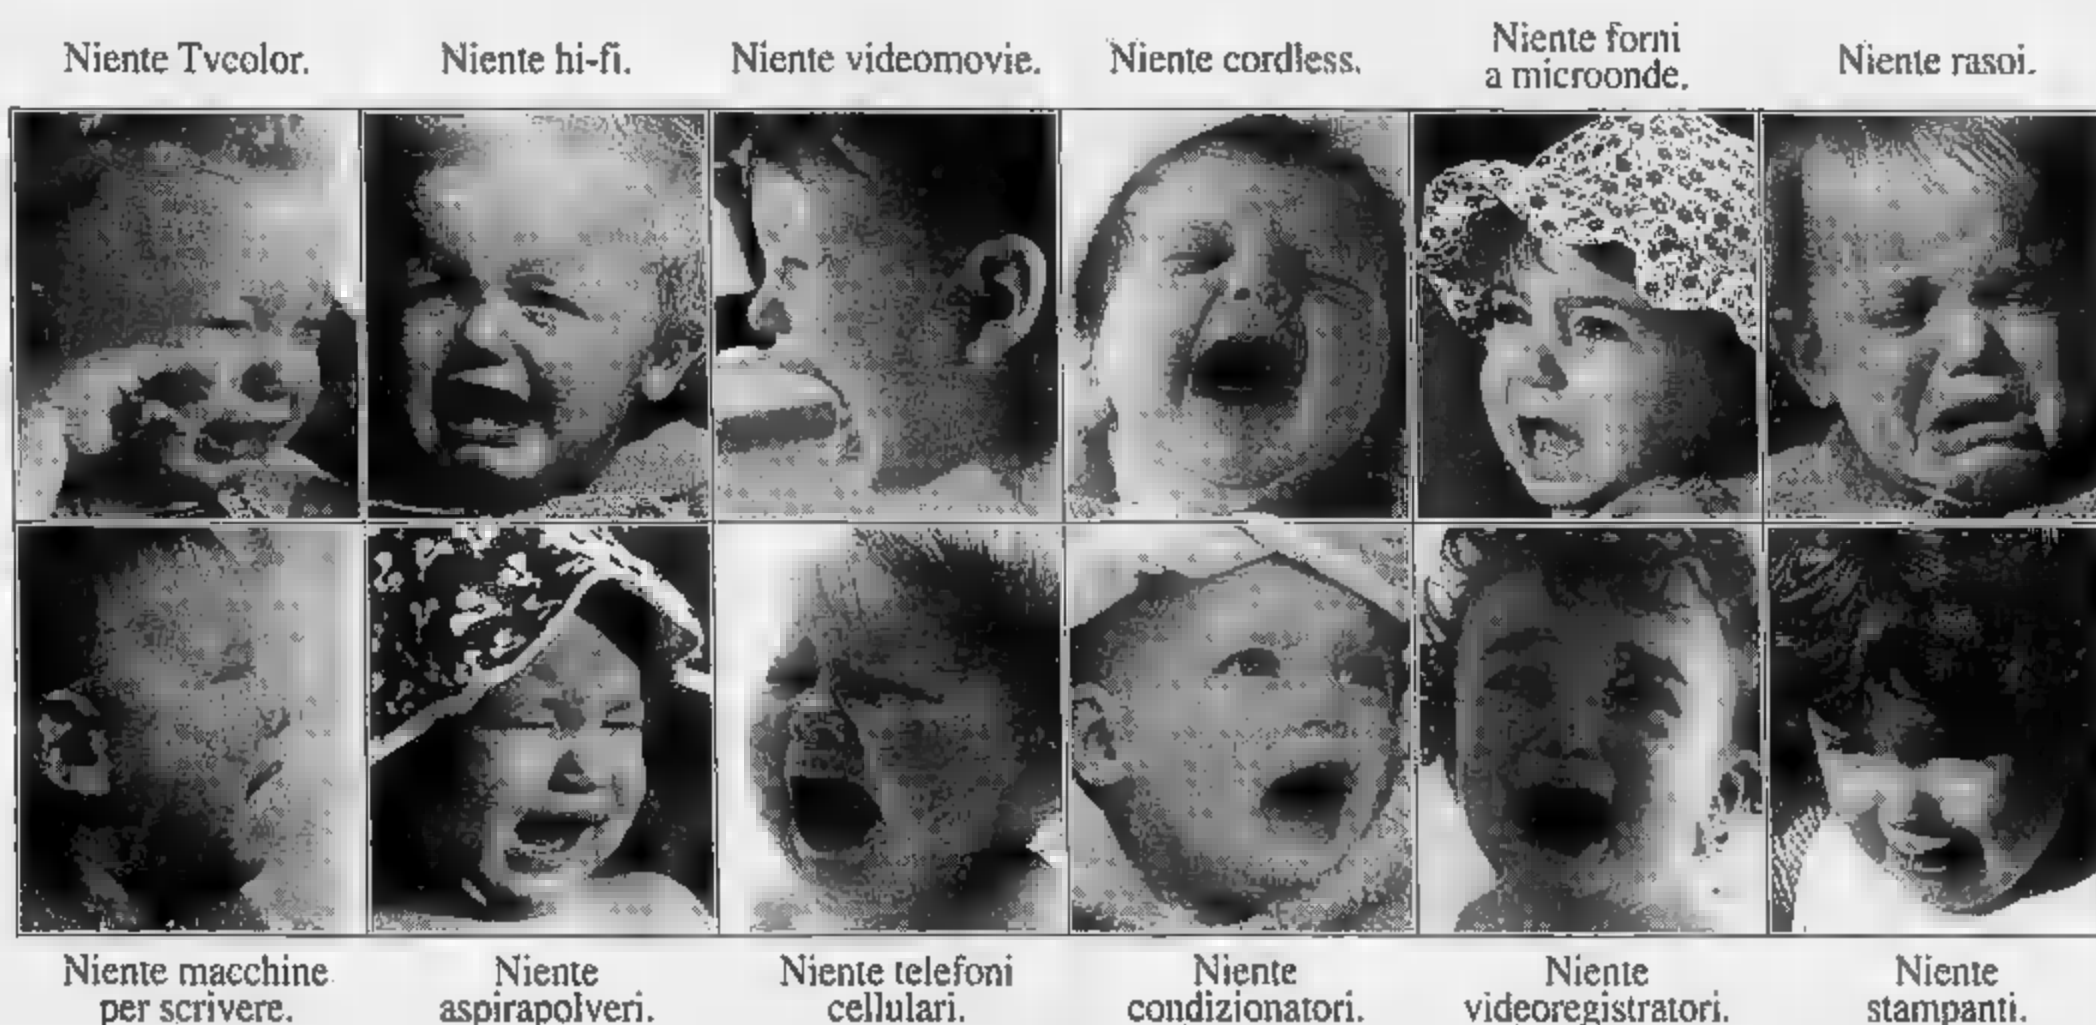 Niente Tvcolor.
Niente hi-fi.
Niente videomovie.
Niente cordless.
Niente forni
a microonde.
Niente rasoi.
Niente macchine
per scrivere.
Niente
aspirapolveri.
Niente telefoni
cellulari.
Niente
condizionatori.
Niente
videoregistratori.
Niente
stampanti.